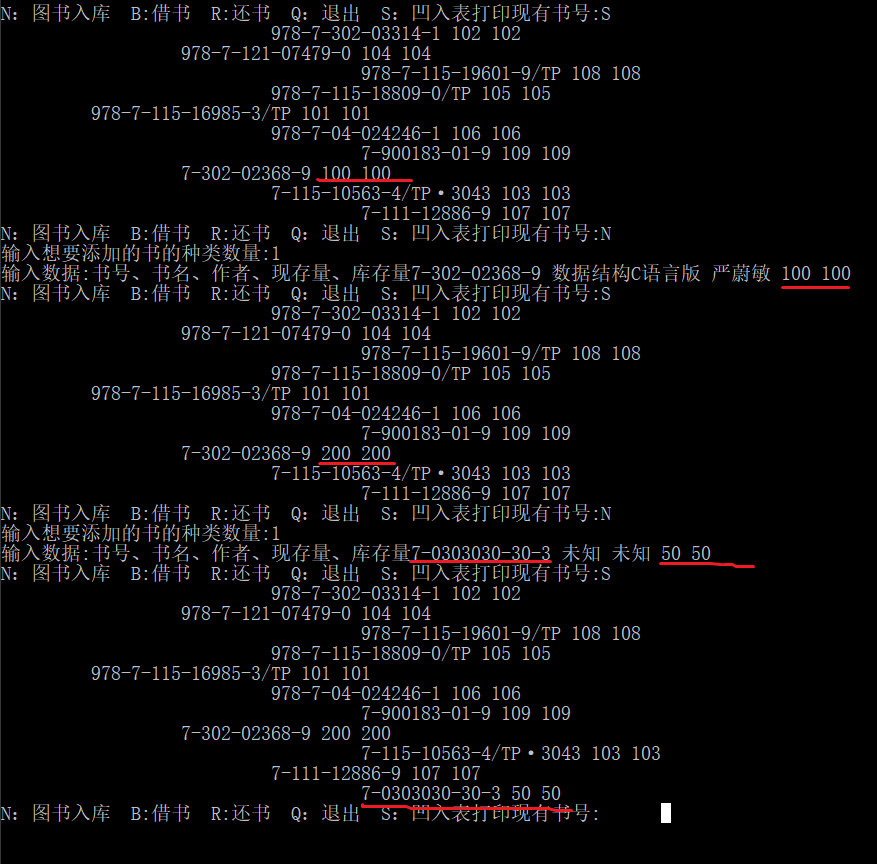 N: 图书入库  B:借书  R:还书  Q: 退出  S: 凹入表打印现有书号:S
978-7-302-03314-1 102 102
978-7-121-07479-0 104 104
978-7-115-19601-9/TP 108 108
978-7-115-18809-0/TP 105 105
978-7-115-16985-3/TP 101 101
978-7-04-024246-1 106 106
7-900183-01-9 109 109
7-302-02368-9 100 100
7-115-10563-4/TP·3043 103 103
7-111-12886-9 107 107
N: 图书入库  B:借书  R:还书  Q: 退出  S: 凹入表打印现有书号:N
输入想要添加的书的种类数量:1
输入数据:书号、书名、作者、现存量、库存量7-302-02368-9 数据结构C语言版 严蔚敏 100 100
N: 图书入库  B:借书  R:还书  Q: 退出  S: 凹入表打印现有书号:S
978-7-302-03314-1 102 102
978-7-121-07479-0 104 104
978-7-115-19601-9/TP 108 108
978-7-115-18809-0/TP 105 105
978-7-115-16985-3/TP 101 101
978-7-04-024246-1 106 106
7-900183-01-9 109 109
7-302-02368-9 200 200
7-115-10563-4/TP·3043 103 103
7-111-12886-9 107 107
N: 图书入库  B:借书  R:还书  Q: 退出  S: 凹入表打印现有书号:N
输入想要添加的书的种类数量:1
输入数据:书号、书名、作者、现存量、库存量7-0303030-30-3 未知 未知 50 50
N: 图书入库  B:借书  R:还书  Q: 退出  S: 凹入表打印现有书号:S
978-7-302-03314-1 102 102
978-7-121-07479-0 104 104
978-7-115-19601-9/TP 108 108
978-7-115-18809-0/TP 105 105
978-7-115-16985-3/TP 101 101
978-7-04-024246-1 106 106
7-900183-01-9 109 109
7-302-02368-9 200 200
7-115-10563-4/TP·3043 103 103
7-111-12886-9 107 107
7-0303030-30-3 50 50
N: 图书入库  B:借书  R:还书  Q: 退出  S: 凹入表打印现有书号: